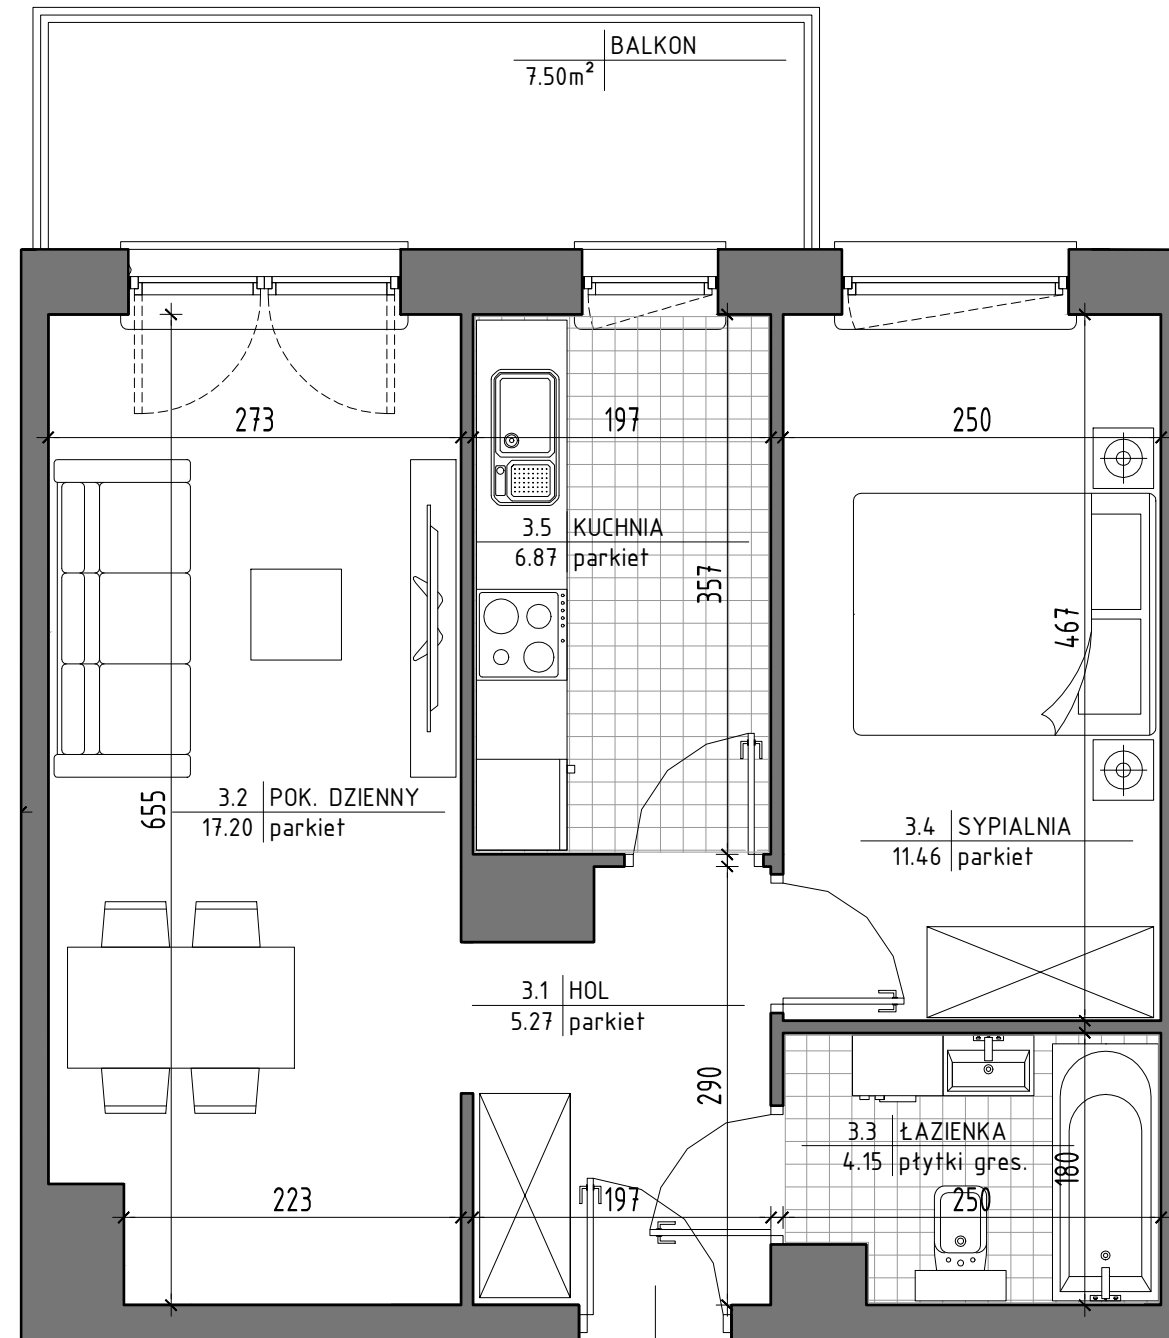 BALKON
7.50m²
273
197
250
3.5 KUCHNIA
6.87 parkiet
357
467
655
3.2 POK. DZIENNY
17.20 parkiet
3.4 SYPIALNIA
11.46 parkiet
3.1 HOL
5.27 parkiet
290
3.3 ŁAZIENKA
4.15 płytki gres.
180
223
197
250